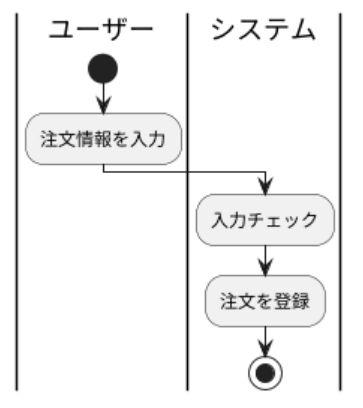 ユーザー
システム
注文情報を入力
入力チェック
注文を登録